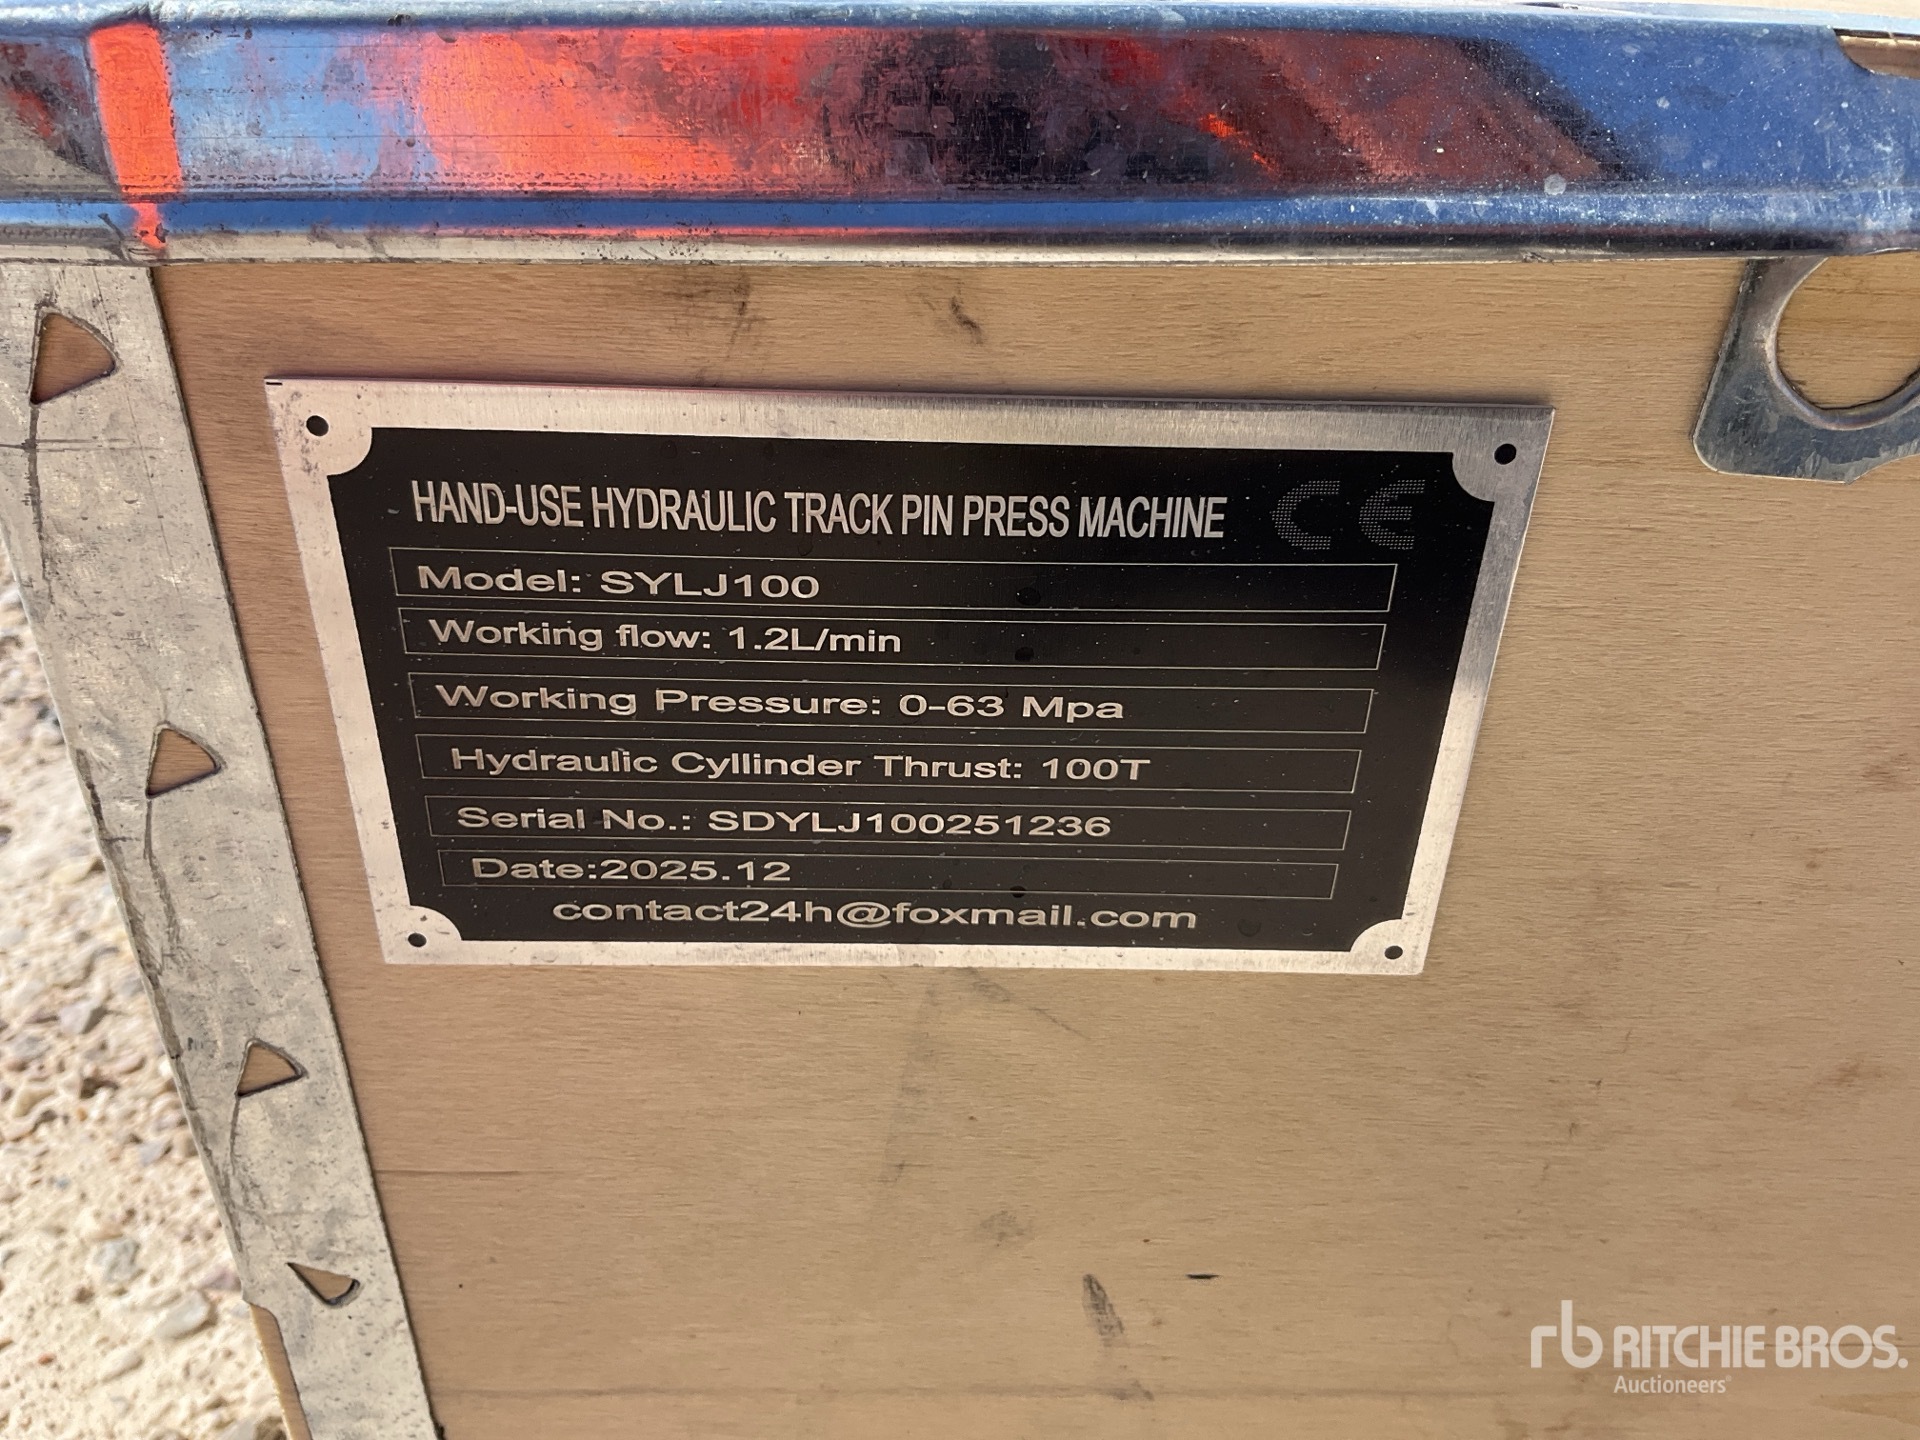 HAND-USE HYDRAULIC TRACK PIN PRESS MACHINE CE
Model: SYLJ100
Working flow: 1.2L/min
Working Pressure: 0-63 Mpa
Hydraulic Cyllinder Thrust: 100T
Serial No.: SDYLJ100251236
Date:2025.12
contact24h@foxmail.com
rb RITCHIE BROS.
Auctioneers